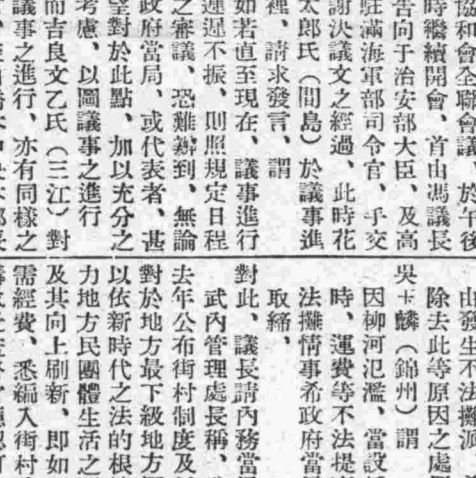 協和會全聯會議、於午後
時繼續開會、首由馮議長
告向于治安部大臣、及高
駐滿海軍部司令官、手交
謝決議文之經過、此時花
太郎氏（間島）於議事進
裡、請求發言、謂
如若直至現在、議事進行
遲遲不振、則照規定日程
之審議、恐難辦到、無論
政府當局、或代表者、甚
望對於此點、加以充分之
考慮、以圖議事之進行
而吉良文乙氏（三江）對
議事之進行、亦有同樣之
由發生不法攤派
除去此等原因之處
吳玉麟（錦州）謂
因柳河氾濫、當設
時、運費等不法提
法攤情事希政府當
取締、
對此、議長請內務當
武內管理處長稱、
去年公布街村制度及
對於地方最下級地方
以依新時代之法的根
力地方民團體生活之
及其向上刷新、即如
需經費、悉編入街村